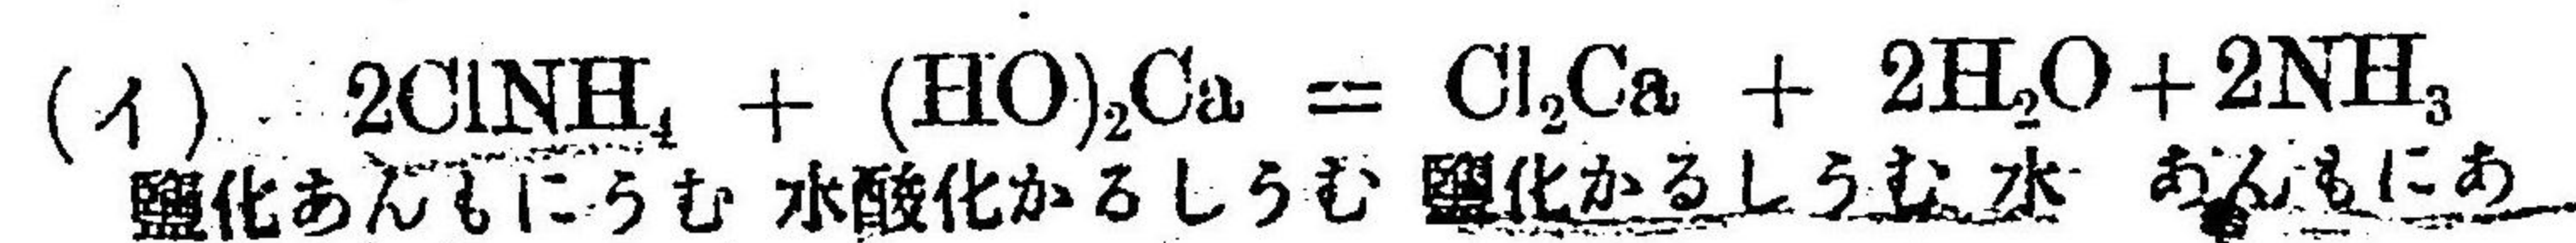 (イ) 2ClNH₄ + (HO)₂Ca = Cl₂Ca + 2H₂O+2NH₃
鹽化あんもにうむ 水酸化かるしうむ 鹽化かるしうむ 水 あんもにあ